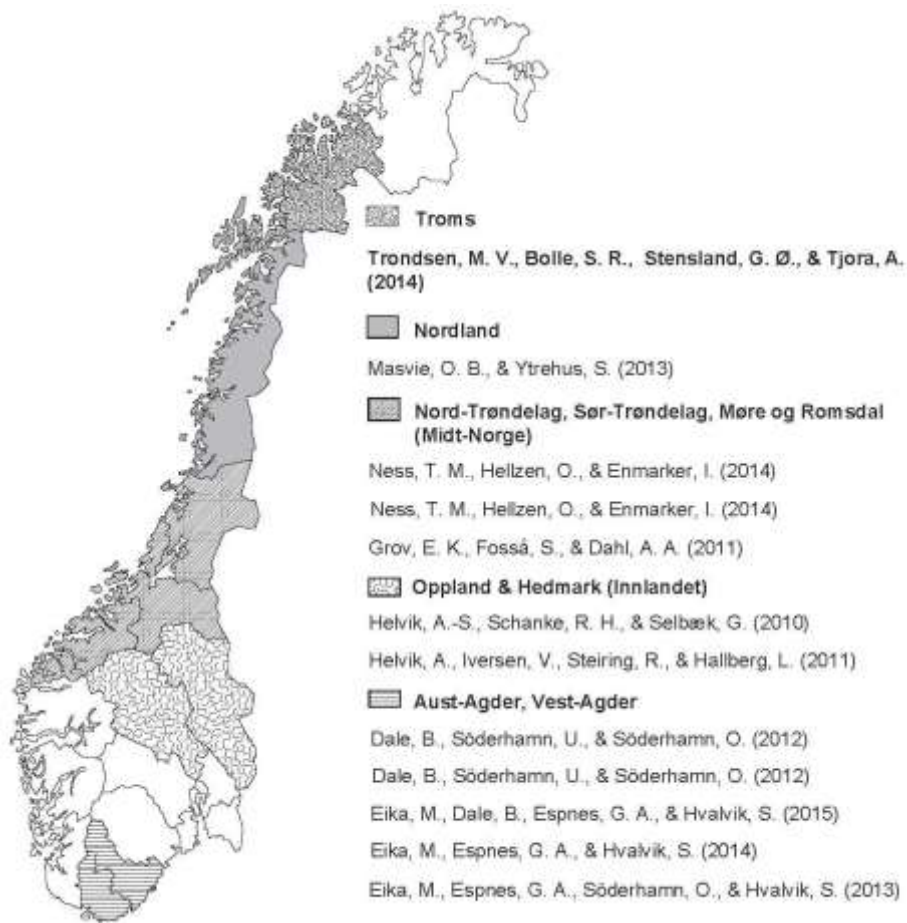 Troms
Trondsen, M. V., Bolle, S. R., Stensland, G. Ø., & Tjora, A.
(2014)
Nordland
Masvie, O. B., & Ytrehus, S. (2013)
Nord-Trøndelag, Sør-Trøndelag, Møre og Romsdal
(Midt-Norge)
Ness, T. M., Hellzen, O., & Enmarker, I. (2014)
Ness, T. M., Hellzen, O., & Enmarker, I. (2014)
Grov, E. K., Fosså, S., & Dahl, A. A. (2011)
Oppland & Hedmark (Innlandet)
Helvik, A.-S., Schanke, R. H., & Selbæk, G. (2010)
Helvik, A., Iversen, V., Steiring, R., & Hallberg, L. (2011)
Aust-Agder, Vest-Agder
Dale, B., Söderhamn, U., & Söderhamn, O. (2012)
Dale, B., Söderhamn, U., & Söderhamn, O. (2012)
Eika, M., Dale, B., Espnes, G. A., & Hvalvik, S. (2015)
Eika, M., Espnes, G. A., & Hvalvik, S. (2014)
Eika, M., Espnes, G. A., Söderhamn, O., & Hvalvik, S. (2013)